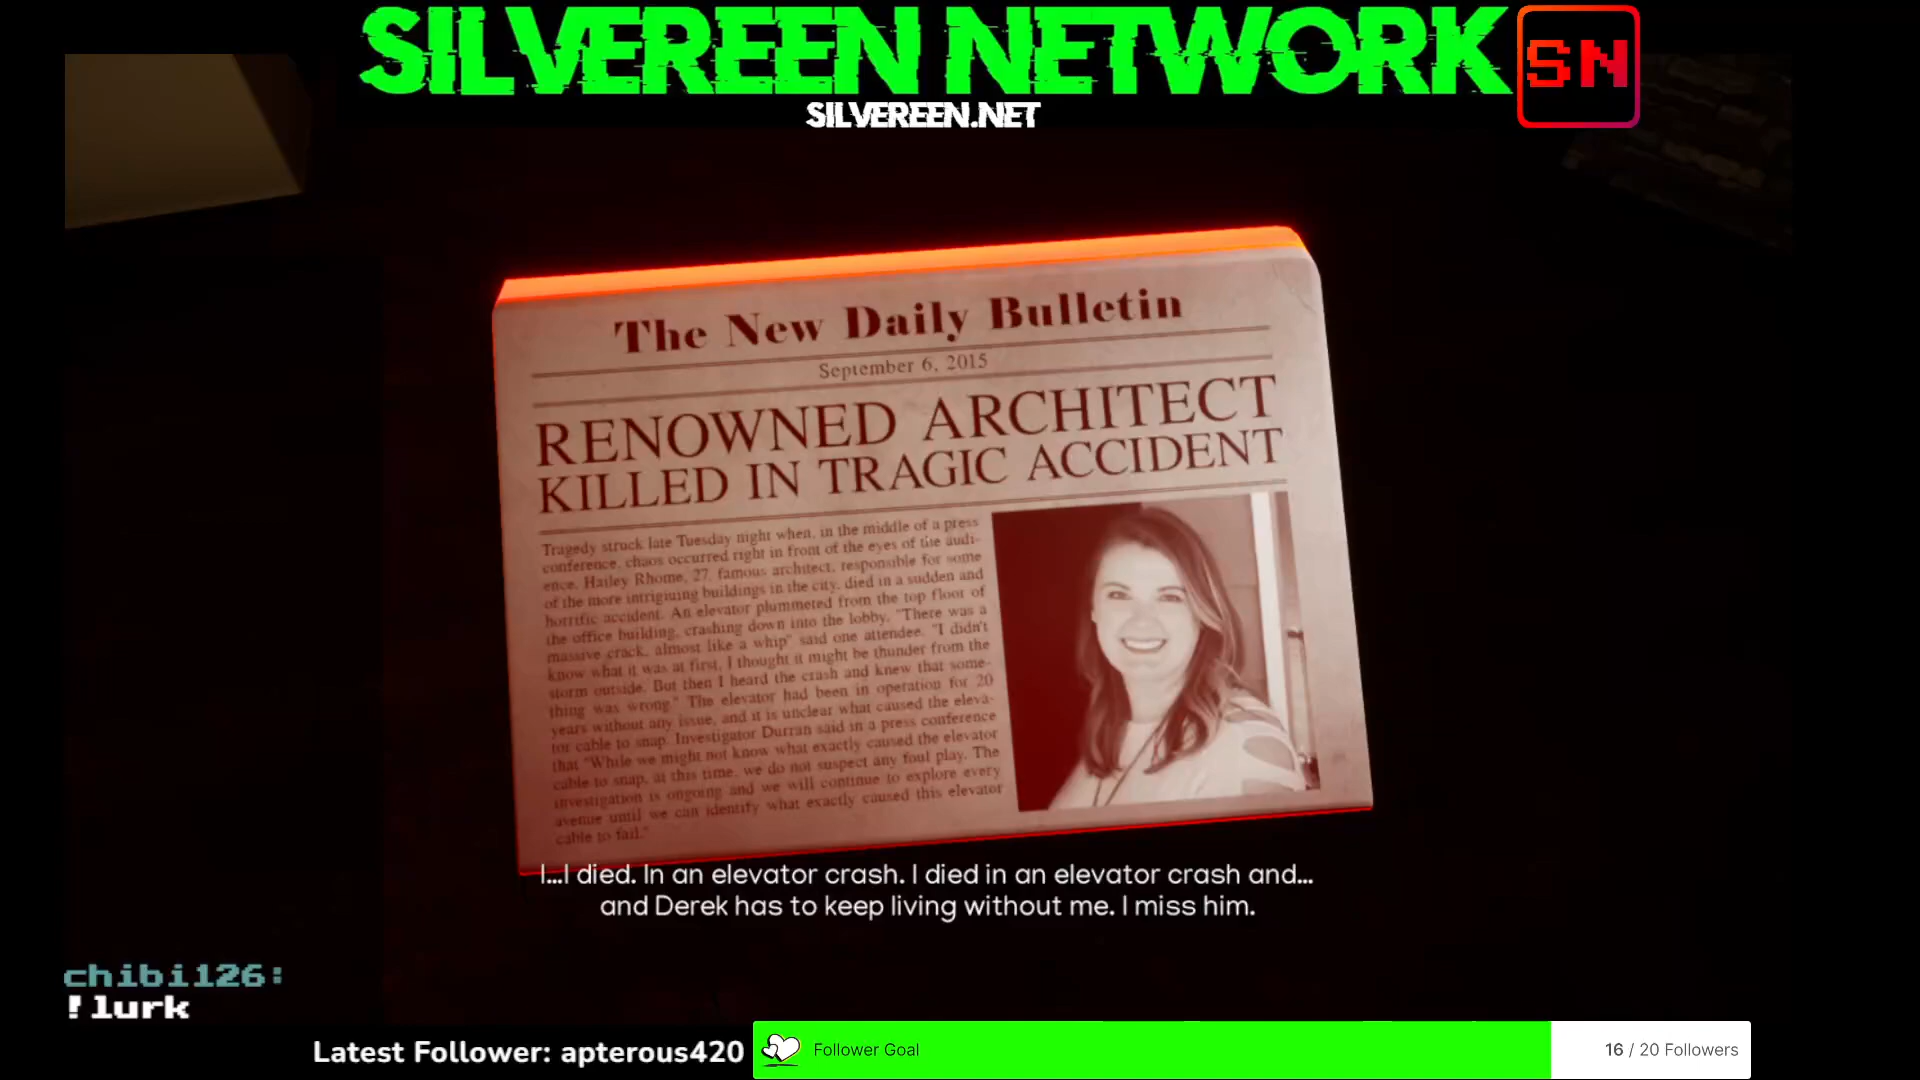 SILVEREEN NETWORK
SN
SILVEREEN.NET
The New Daily Bulletin
September 6, 2015
RENOWNED ARCHITECT
KILLED IN TRAGIC ACCIDENT
Tragedy struck late Tuesday night when, in the middle of a press
conference, chaos occurred right in front of the eyes of the audi-
ence. Hailey Rhome, 27, famous architect, responsible for some
of the more intriguing buildings in the city, died in a sudden and
horrific accident. An elevator plummeted from the top floor of
the office building, crashing down into the lobby. "There was a
massive crack, almost like a whip" said one attendee. "I didn't
know what it was at first, I thought it might be thunder from the
storm outside. But then I heard the crash and knew that some-
thing was wrong." The elevator had been in operation for 20
years without any issue, and it is unclear what caused the eleva-
tor cable to snap. Investigator Durran said in a press conference
that "While we might not know what exactly caused the elevator
cable to snap, at this time, we do not suspect any foul play. The
investigation is ongoing and we will continue to explore every
avenue until we can identify what exactly caused this elevator
cable to fail."
I...I died. In an elevator crash. I died in an elevator crash and...
and Derek has to keep living without me. I miss him.
chibi126:
!lurk
Latest Follower: apterous420
Follower Goal
16 / 20 Followers